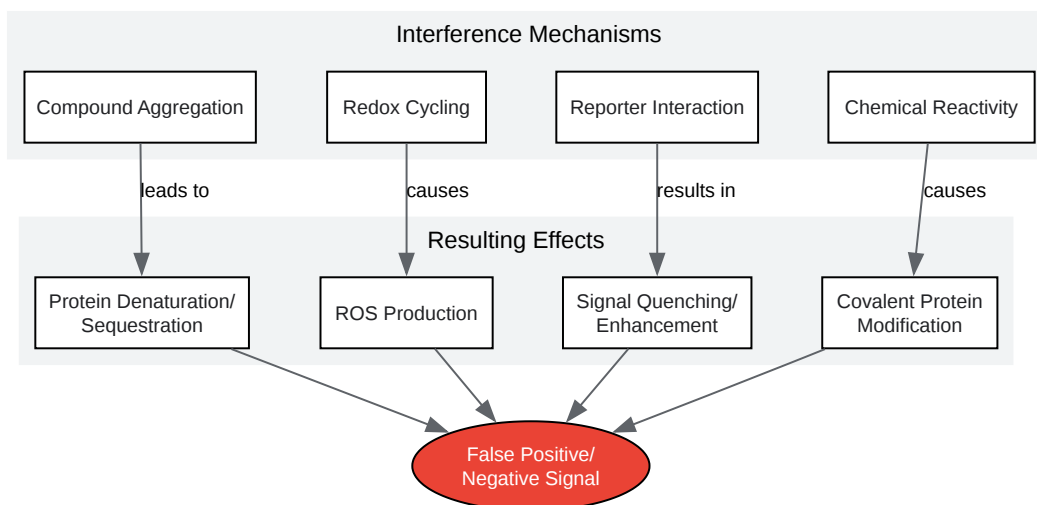 Interference Mechanisms
Compound Aggregation
Redox Cycling
Reporter Interaction
Chemical Reactivity
leads to
causes
results in
causes
Resulting Effects
Protein Denaturation/
Sequestration
ROS Production
Signal Quenching/
Enhancement
Covalent Protein
Modification
False Positive/
Negative Signal